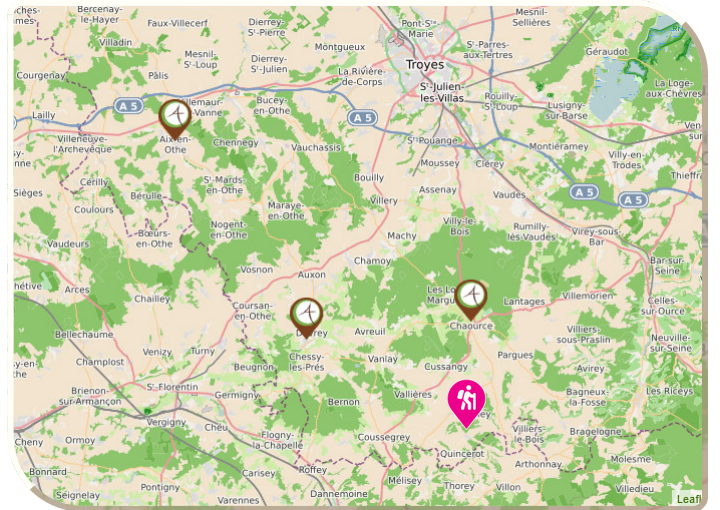 Bercenay-
le-Hayer
Faux-Villecerf
Dierrey-
St-Pierre
Pont-Ste-
Marie
Mesnil-
Sellières
Villadin
Mesnil-
St-Loup
Montgueux
St-Parres-
aux-Tertres
Géraudot
Courgenay
Pâlis
Dierrey-
St-Julien
La Rivière-
de-Corps
Troyes
St-Julien-
les-Villas
La-Loge-
aux-Chèvres
Lailly
A 5
Bucey-
en-Othe
A 5
Rouilly-
St-Loup
Lusigny-
sur-Barse
Villeneuve-
l'Archevêque
Aix-en-
Othe
Chennegy
Vauchassis
St-Pouange
Moussey
Clérey
Montiéramey
Villy-en-
Trodes
Cérilly
St-Mards-
en-Othe
Bouilly
Assenay
Vaudes
A 5
A 5
Bérulle
Coulours
Maraye-
en-Othe
Villery
Bœurs-
en-Othe
Nogent-
en-Othe
Machy
Villy-le-
Bois
Rumilly-
lès-Vaudes
Virey-sous-
Bar
Vaudeurs
Vosnon
Auxon
Chamoy
Bar-sur-
Seine
Arces
Chailley
Coursan-
en-Othe
Lantages
Villemorien
Celles-
sur-Ource
Bellechaume
Avreuil
Chaource
Villiers-
sous-Praslin
Neuville-
sur-Seine
Champlost
Venizy
Turny
Beugnon
Chessy-
les-Prés
Vanlay
Cussangy
Pargues
Avirey
Brienon-
sur-Armançon
St-Florentin
Germigny
Bernon
Vallières
Bagneux-
la-Fosse
Les Riceys
Vergigny
Chéu
Flogny-
la-Chapelle
Coussegrey
Villiers-
le-Bois
Bragelogne
Cheny
Ormoy
Quincerot
Arthonnay
Molesme
Bonnard
Carisey
Roffey
Mélisey
Thorey
Villon
Villedieu
Seignelay
Pontigny
Varennes
Dannemoine
Leafl